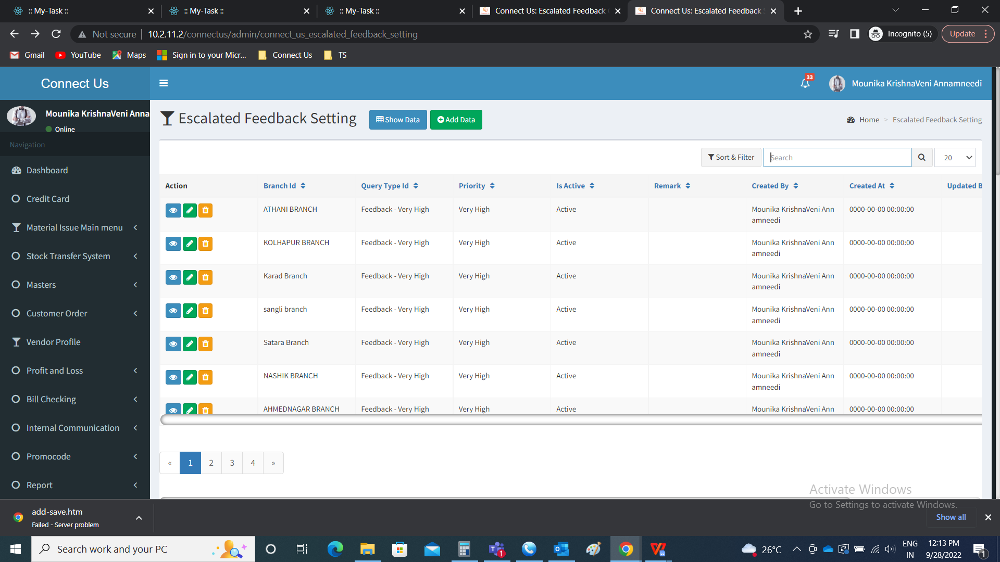 :: My-Task ::
:: My-Task ::
:: My-Task ::
Connect Us: Escalated Feedback
Connect Us: Escalated Feedback
Not secure
10.2.11.2/connectus/admin/connect_us_escalated_feedback_setting
Incognito (5)
Update
Gmail
YouTube
Maps
Sign in to your Micr...
Connect Us
TS
Connect Us
33
Mounika KrishnaVeni Annamneedi
Mounika KrishnaVeni Anna
Online
Navigation
Dashboard
Credit Card
Material Issue Main menu
Stock Transfer System
Masters
Customer Order
Vendor Profile
Profit and Loss
Bill Checking
Internal Communication
Promocode
Report
Escalated Feedback Setting
Show Data
Add Data
Home > Escalated Feedback Setting
Sort & Filter
Search
20
Action Branch Id Query Type Id Priority Is Active Remark Created By Created At Updated B
ATHANI BRANCH Feedback - Very High Very High Active Mounika KrishnaVeni Ann 0000-00-00 00:00:00
amneedi
KOLHAPUR BRANCH Feedback - Very High Very High Active Mounika KrishnaVeni Ann 0000-00-00 00:00:00
amneedi
Karad Branch Feedback - Very High Very High Active Mounika KrishnaVeni Ann 0000-00-00 00:00:00
amneedi
sangli branch Feedback - Very High Very High Active Mounika KrishnaVeni Ann 0000-00-00 00:00:00
amneedi
Satara Branch Feedback - Very High Very High Active Mounika KrishnaVeni Ann 0000-00-00 00:00:00
amneedi
NASHIK BRANCH Feedback - Very High Very High Active Mounika KrishnaVeni Ann 0000-00-00 00:00:00
amneedi
AHMEDNAGAR BRANCH Feedback - Very High Very High Active Mounika KrishnaVeni Ann 0000-00-00 00:00:00
« 1 2 3 4 »
Activate Windows
Go to Settings to activate Windows.
add-save.htm
Failed - Server problem
Show all
Search work and your PC
1
26°C
ENG
IN
12:13 PM
9/28/2022
1